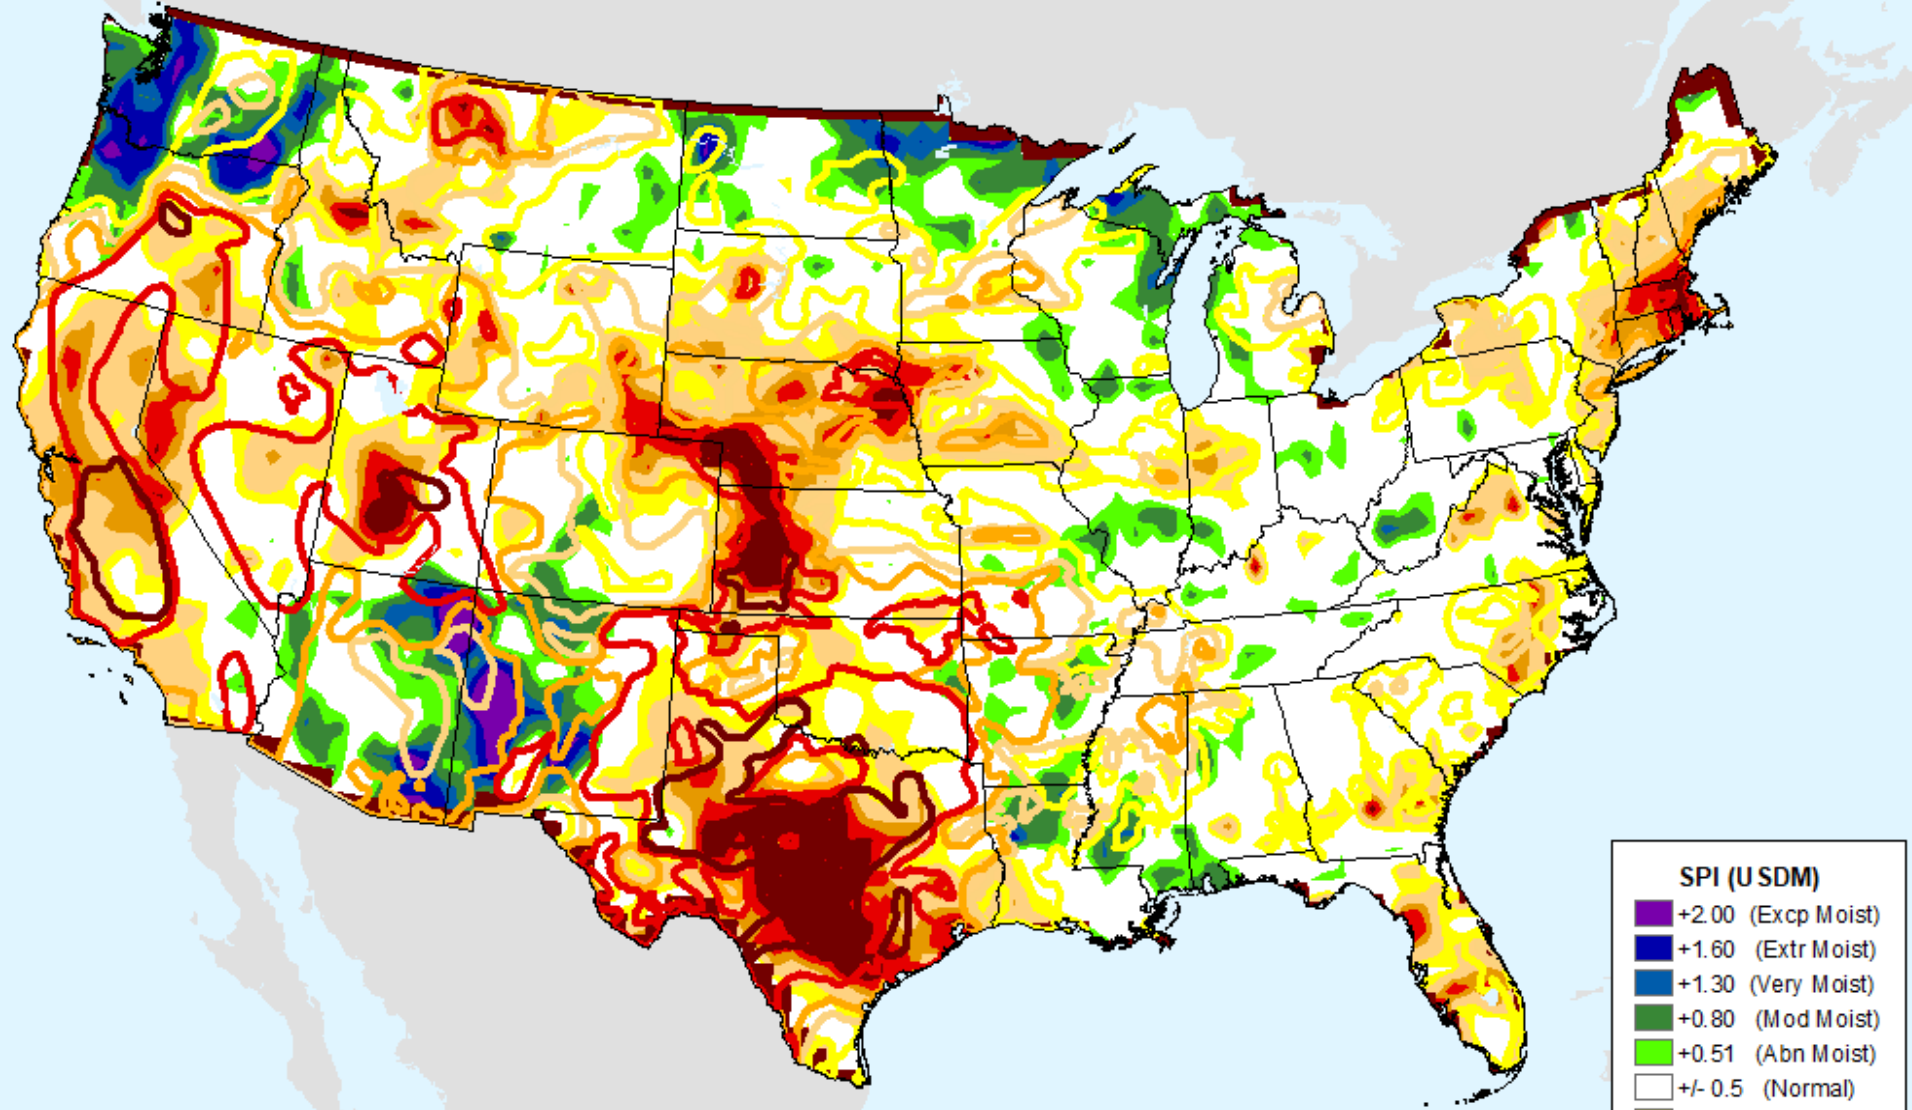 SPI (USDM)
+2.00 (Excp Moist)
+1.60 (Extr Moist)
+1.30 (Very Moist)
+0.80 (Mod Moist)
+0.51 (Abn Moist)
+/- 0.5 (Normal)